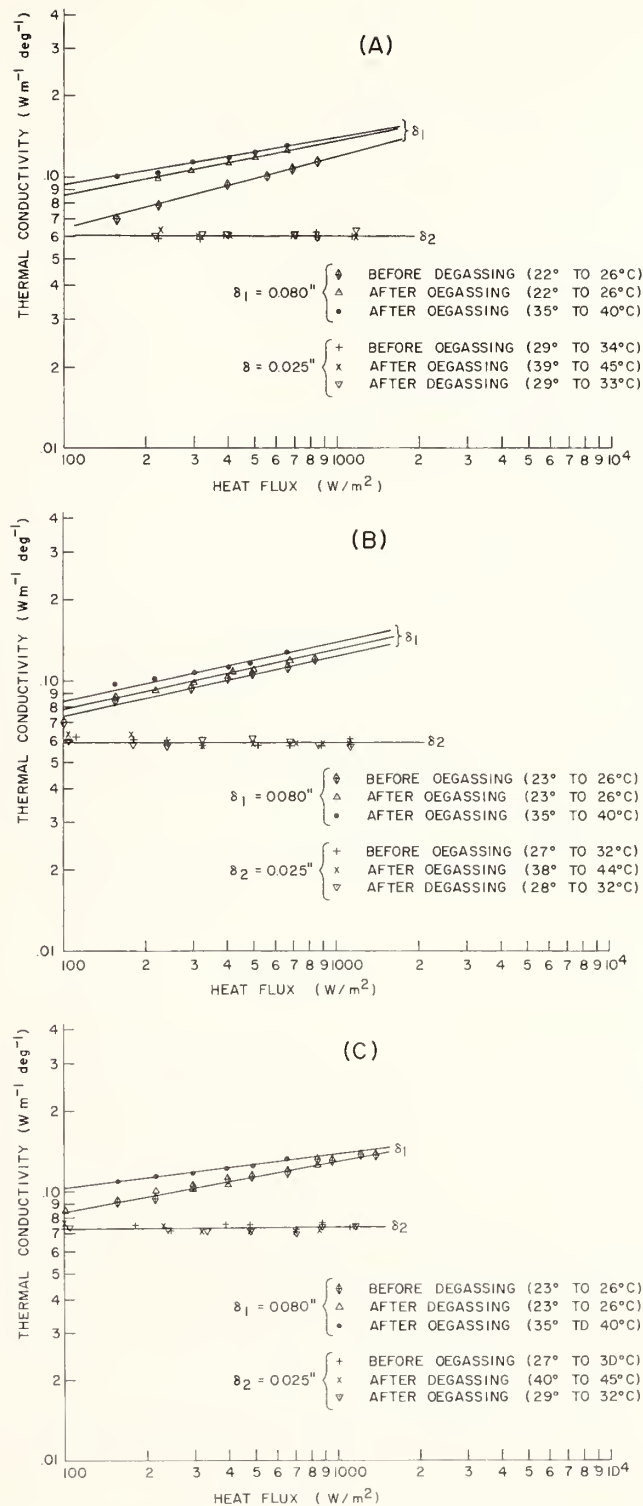 (A)
THERMAL CONDUCTIVITY (W m⁻¹ deg⁻¹)
4
3
2
.10
9
8
7
6
5
4
3
2
.01
δ₁
δ₂
δ₁ = 0.080"
BEFORE DEGASSING (22° TO 26°C)
AFTER OEGASSING (22° TO 26°C)
AFTER OEGASSING (35° TO 40°C)
δ = 0.025"
+ BEFORE OEGASSING (29° TO 34°C)
x AFTER OEGASSING (39° TO 45°C)
AFTER DEGASSING (29° TO 33°C)
100 2 3 4 5 6 7 8 9 1000 2 3 4 5 6 7 8 9 10⁴
HEAT FLUX (W/m²)
(B)
THERMAL CONDUCTIVITY (W m⁻¹ deg⁻¹)
4
3
2
.10
9
8
7
6
5
4
3
2
.01
δ₁
δ2
δ₁ = 0080"
BEFORE OEGASSING (23° TO 26°C)
AFTER OEGASSING (23° TO 26°C)
AFTER OEGASSING (35° TO 40°C)
δ₂ = 0.025"
+ BEFORE OEGASSING (27° TO 32°C)
x AFTER OEGASSING (38° TO 44°C)
AFTER DEGASSING (28° TO 32°C)
100 2 3 4 5 6 7 8 9 1000 2 3 4 5 6 7 8 9 10⁴
HEAT FLUX (W/m²)
(C)
THERMAL CONDUCTIVITY (W m⁻¹ deg⁻¹)
4
3
2
.10
9
8
7
6
5
4
3
2
.01
δ₁
δ₂
δ₁ = 0080"
BEFORE DEGASSING (23° TO 26°C)
AFTER DEGASSING (23° TO 26°C)
AFTER OEGASSING (35° TD 40°C)
δ₂ = 0025"
+ BEFORE OEGASSING (27° TO 3D°C)
x AFTER DEGASSING (40° TO 45°C)
AFTER OEGASSING (29° TO 32°C)
100 2 3 4 5 6 7 8 9 1000 2 3 4 5 6 7 8 9 1D⁴
HEAT FLUX (W/m²)